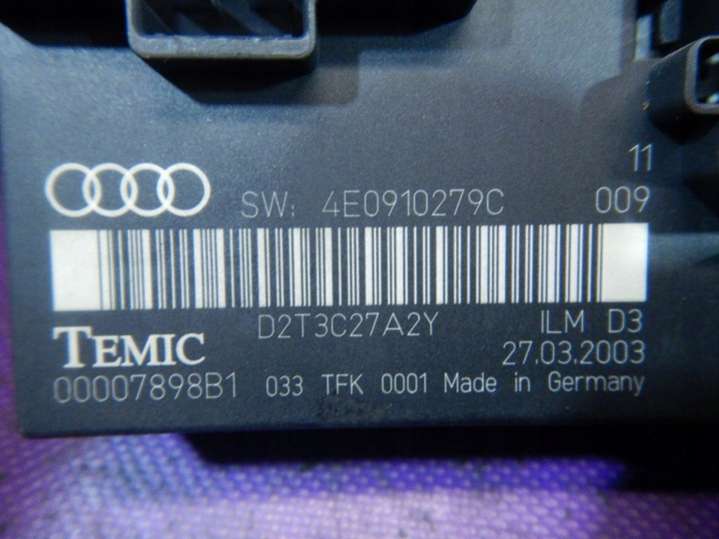 11
SW: 4E0910279C 009
D2T3C27A2Y ILM D3
TEMIC 27.03.2003
00007898B1 033 TFK 0001 Made in Germany